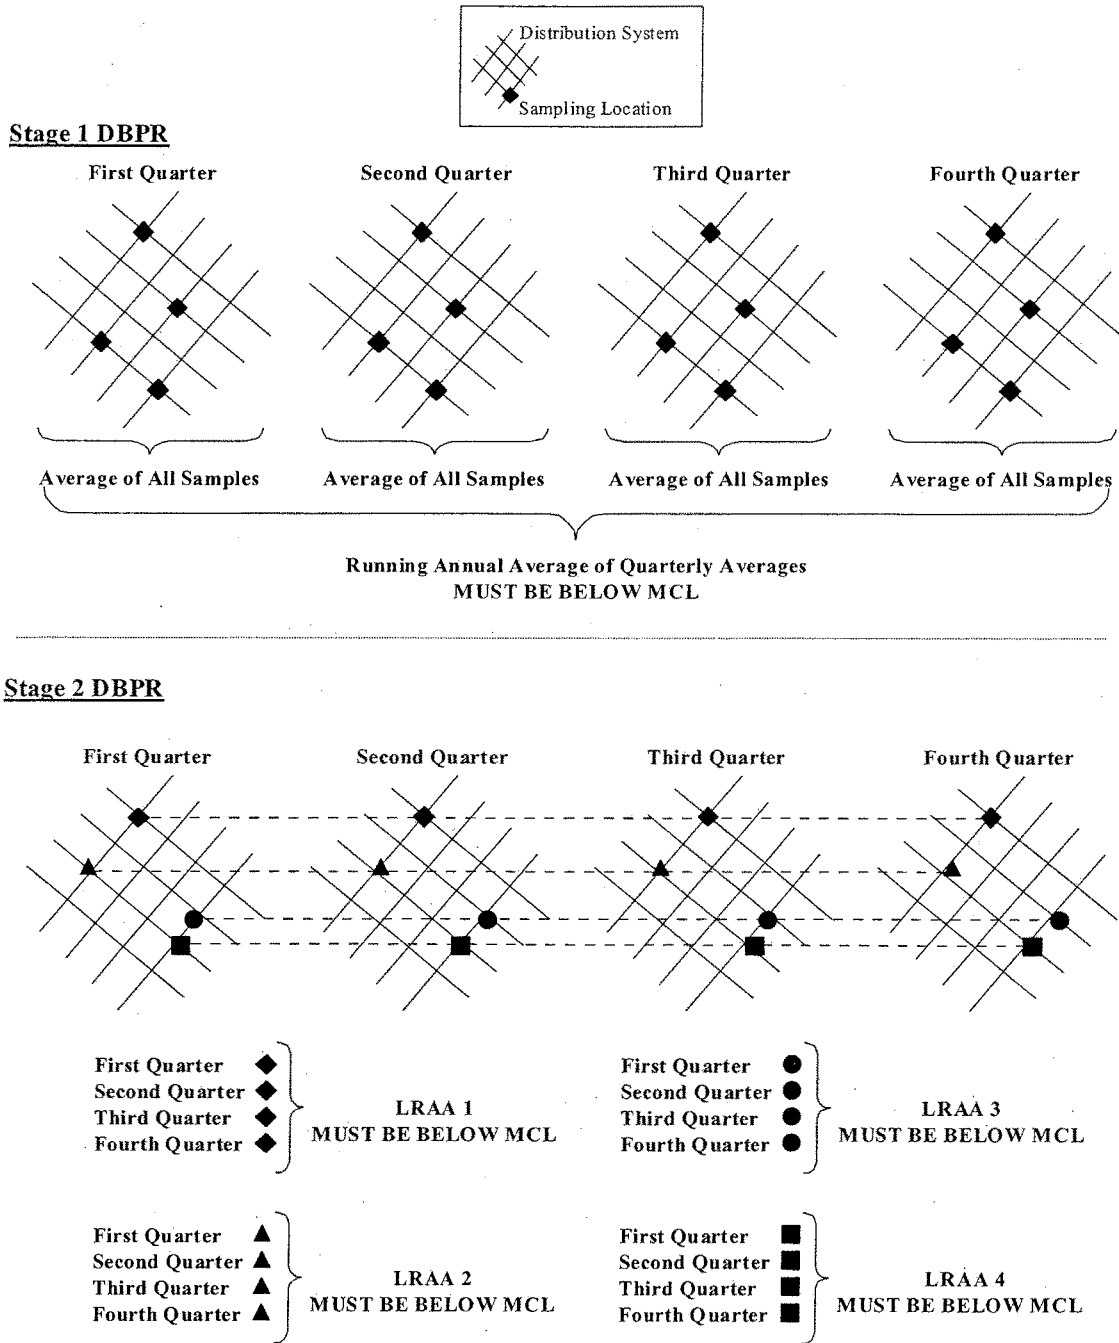 Distribution System
Sampling Location
Stage 1 DBPR
First Quarter
Second Quarter
Third Quarter
Fourth Quarter
Average of All Samples
Average of All Samples
Average of All Samples
Average of All Samples
Running Annual Average of Quarterly Averages
MUST BE BELOW MCL
Stage 2 DBPR
First Quarter
Second Quarter
Third Quarter
Fourth Quarter
First Quarter
Second Quarter
Third Quarter
Fourth Quarter
LRAA 1
MUST BE BELOW MCL
First Quarter
Second Quarter
Third Quarter
Fourth Quarter
LRAA 3
MUST BE BELOW MCL
First Quarter
Second Quarter
Third Quarter
Fourth Quarter
LRAA 2
MUST BE BELOW MCL
First Quarter
Second Quarter
Third Quarter
Fourth Quarter
LRAA 4
MUST BE BELOW MCL